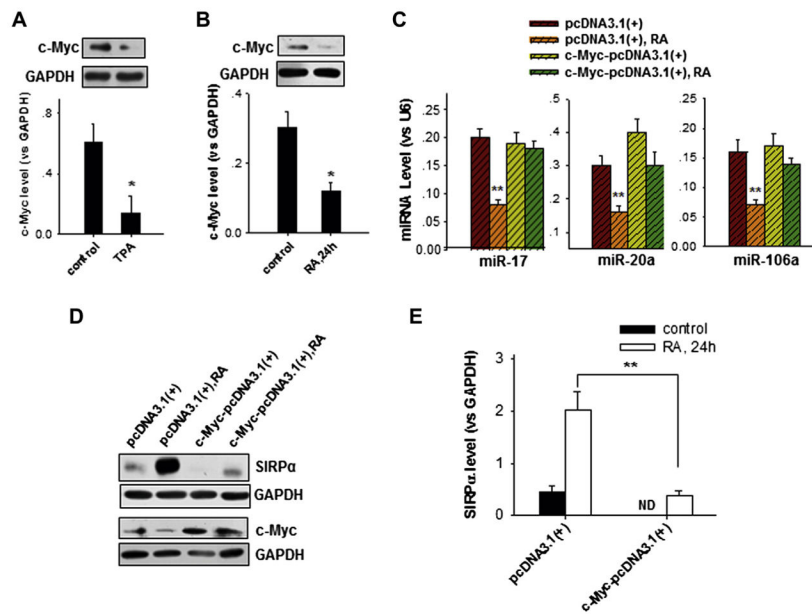 A
c-Myc
GAPDH
c-Myc level (vs GAPDH)
.8
.4
0.0
*
control
TPA
B
c-Myc
GAPDH
c-Myc level (vs GAPDH)
.4
.2
0.0
*
control
RA,24h
C
pcDNA3.1(+)
pcDNA3.1(+), RA
c-Myc-pcDNA3.1(+)
c-Myc-pcDNA3.1(+), RA
miRNA Level (vs U6)
0.20
0.15
0.10
0.05
0.00
**
miR-17
.5
.4
.3
.2
.1
**
miR-20a
.25
.20
.15
.10
.05
0.00
**
miR-106a
D
pcDNA3.1(+)
pcDNA3.1(+),RA
c-Myc-pcDNA3.1(+)
c-Myc-pcDNA3.1(+),RA
SIRPα
GAPDH
c-Myc
GAPDH
E
control
RA, 24h
SIRPα.level (vs GAPDH)
3
2
1
0
**
ND
pcDNA3.1(+)
c-Myc-pcDNA3.1(+)